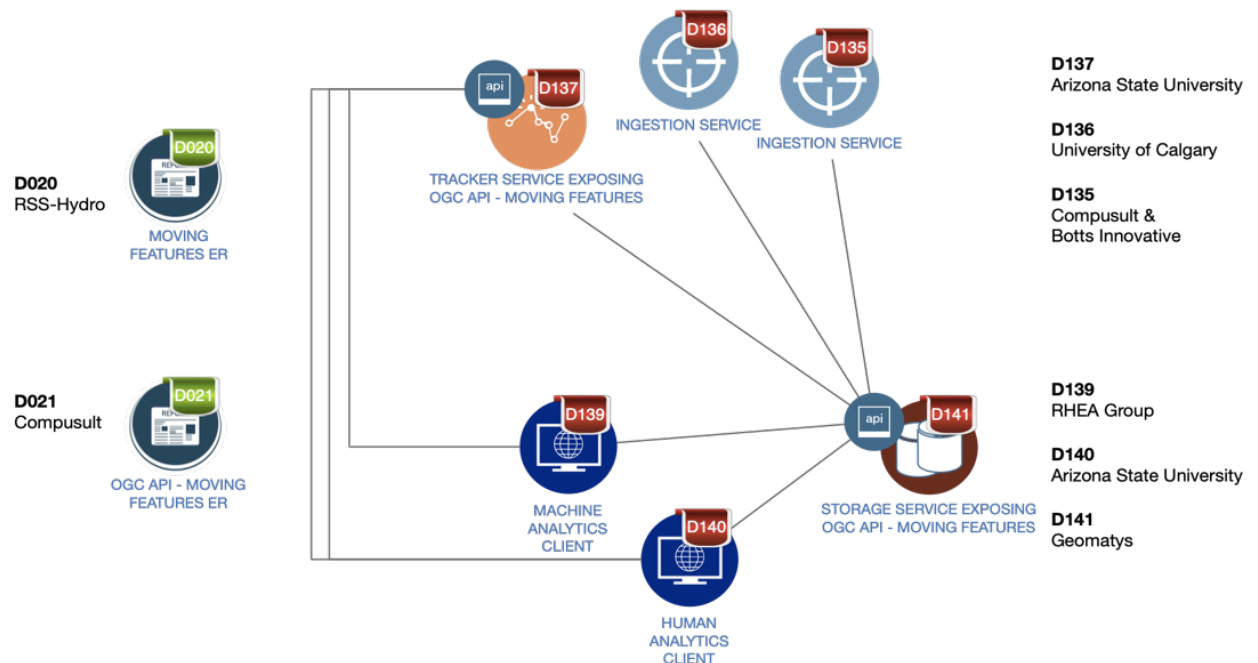 D020
RSS-Hydro
D020
REPORT
MOVING
FEATURES ER
D021
Compusult
D021
REPORT
OGC API - MOVING
FEATURES ER
api
D137
TRACKER SERVICE EXPOSING
OGC API - MOVING FEATURES
D136
INGESTION SERVICE
D135
INGESTION SERVICE
D139
MACHINE
ANALYTICS
CLIENT
D140
HUMAN
ANALYTICS
CLIENT
api
D141
STORAGE SERVICE EXPOSING
OGC API - MOVING FEATURES
D137
Arizona State University
D136
University of Calgary
D135
Compusult &
Botts Innovative
D139
RHEA Group
D140
Arizona State University
D141
Geomatys